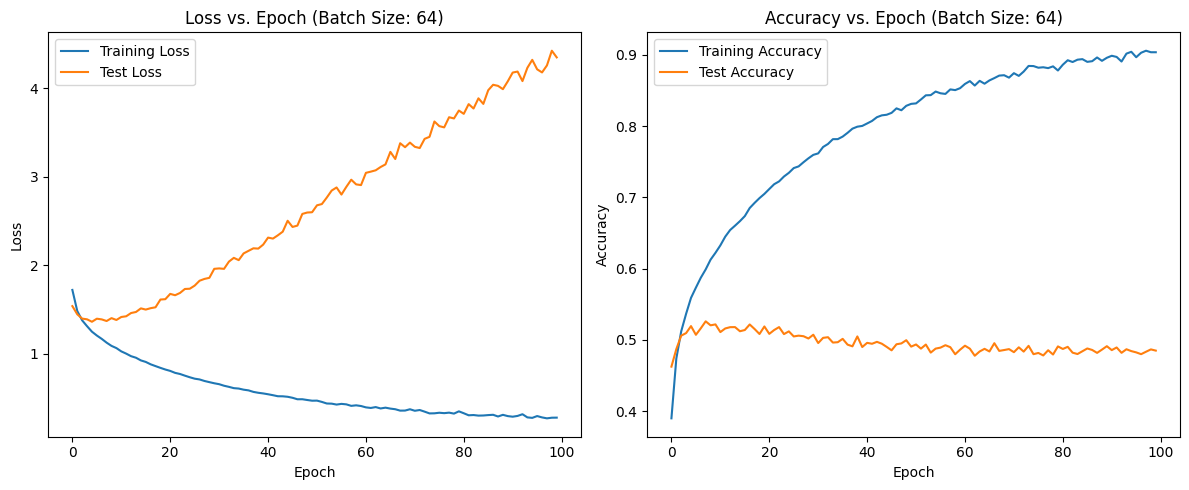 Loss vs. Epoch (Batch Size: 64)
Training Loss
Test Loss
4
3
2
1
Loss
0
20
40
60
80
100
Epoch
Accuracy vs. Epoch (Batch Size: 64)
Training Accuracy
Test Accuracy
0.9
0.8
0.7
0.6
0.5
0.4
Accuracy
0
20
40
60
80
100
Epoch